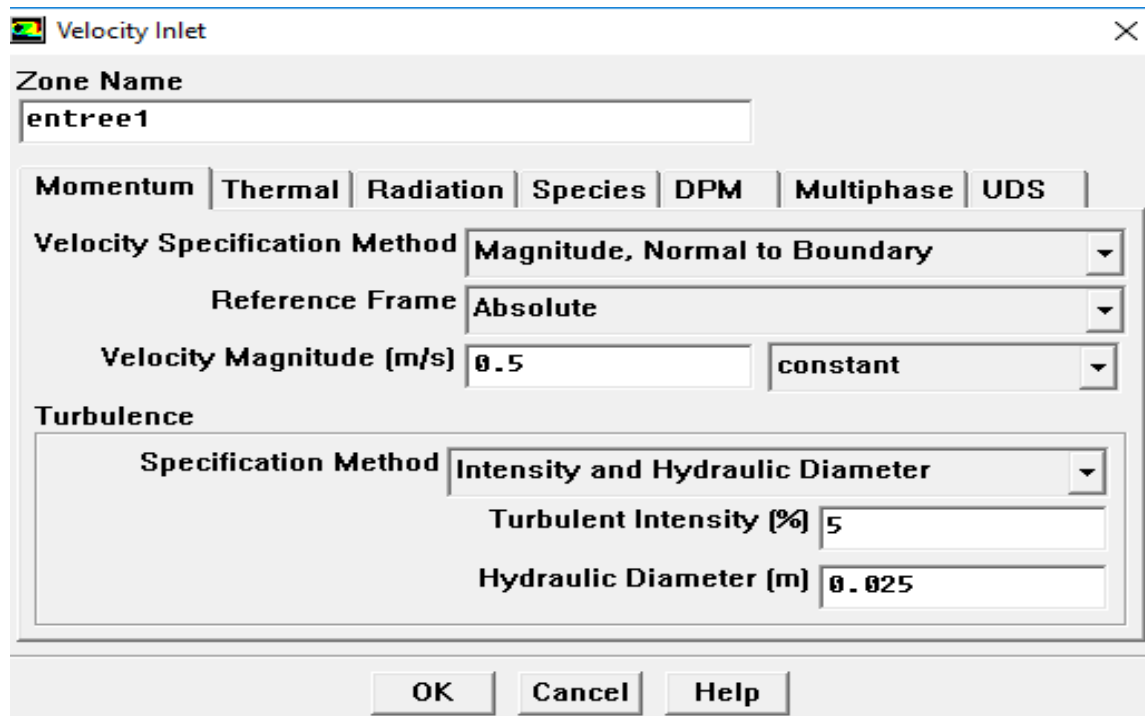 Velocity Inlet
Zone Name
entree1
Momentum Thermal Radiation Species DPM Multiphase UDS
Velocity Specification Method Magnitude, Normal to Boundary
Reference Frame Absolute
Velocity Magnitude (m/s) 0.5 constant
Turbulence
Specification Method Intensity and Hydraulic Diameter
Turbulent Intensity (%) 5
Hydraulic Diameter (m) 0.025
OK Cancel Help